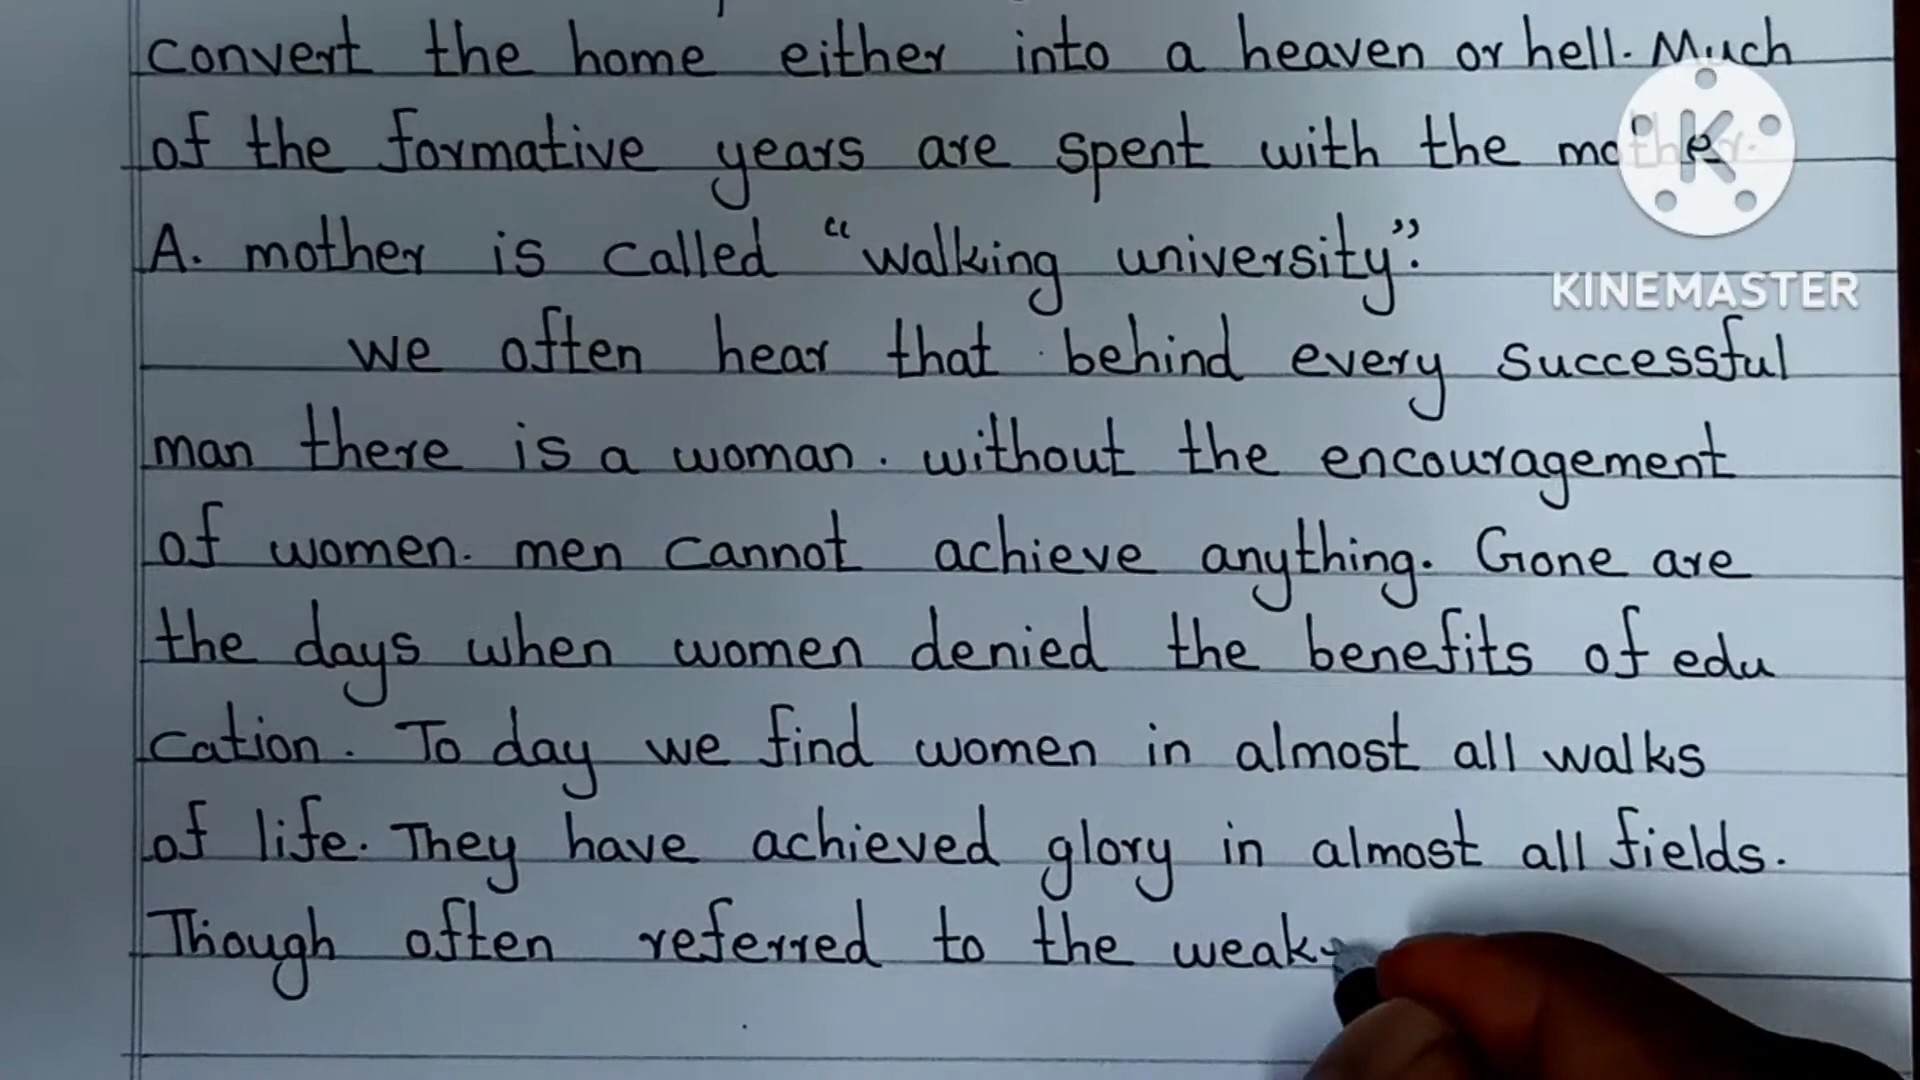 convert the home either into a heaven or hell. Much
of the formative years are spent with the mother.
A. mother is called "walking university".
we often hear that behind every successful
man there is a woman. without the encouragement
of women. men cannot achieve anything. Gone are
the days when women denied the benefits of edu
cation. To day we find women in almost all walks
of life. They have achieved glory in almost all fields.
Though often referred to the weak
K
KINEMASTER